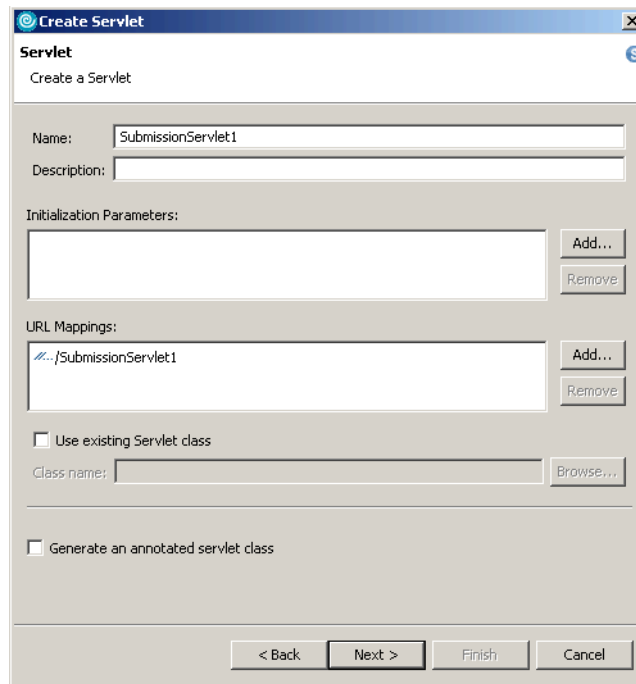 Create Servlet
Servlet
Create a Servlet
Name: SubmissionServlet1
Description:
Initialization Parameters:
Add...
Remove
URL Mappings:
//... /SubmissionServlet1
Add...
Remove
Use existing Servlet class
Class name: Browse...
Generate an annotated servlet class
< Back Next > Finish Cancel